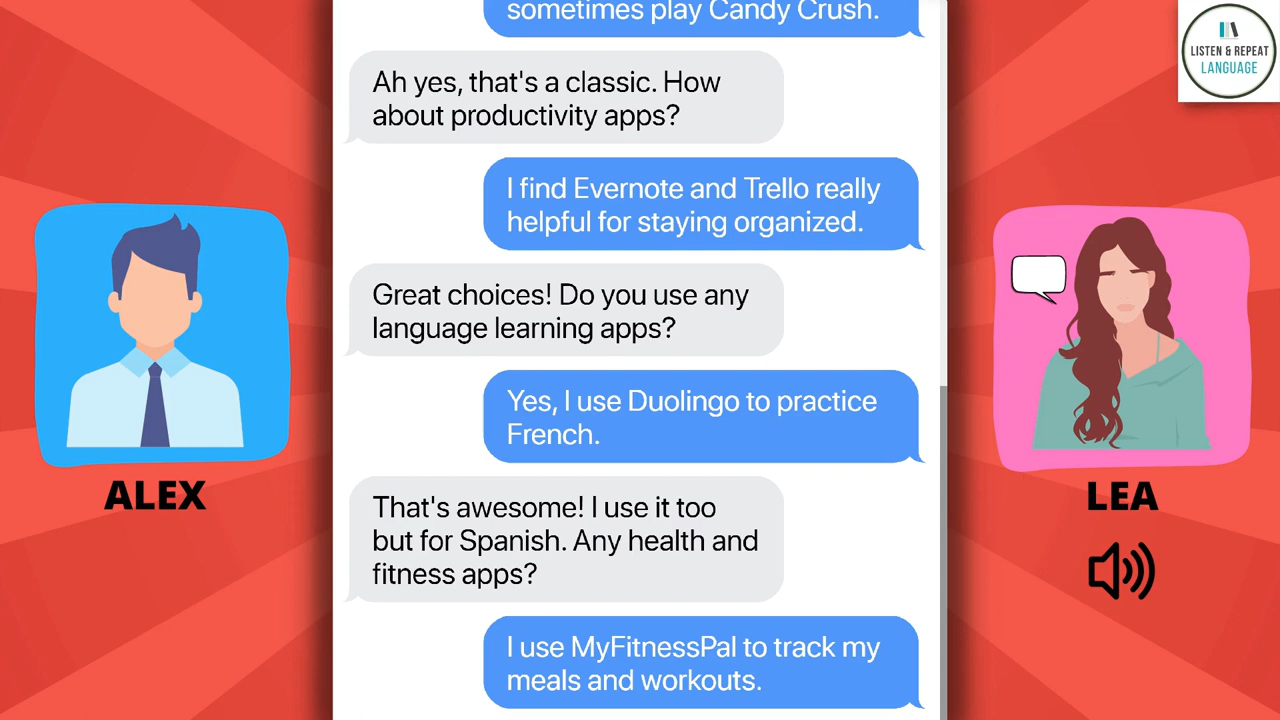 sometimes play Candy Crush.
LISTEN & REPEAT
LANGUAGE
Ah yes, that's a classic. How
about productivity apps?
I find Evernote and Trello really
helpful for staying organized.
Great choices! Do you use any
language learning apps?
Yes, I use Duolingo to practice
French.
ALEX
LEA
That's awesome! I use it too
but for Spanish. Any health and
fitness apps?
I use MyFitnessPal to track my
meals and workouts.